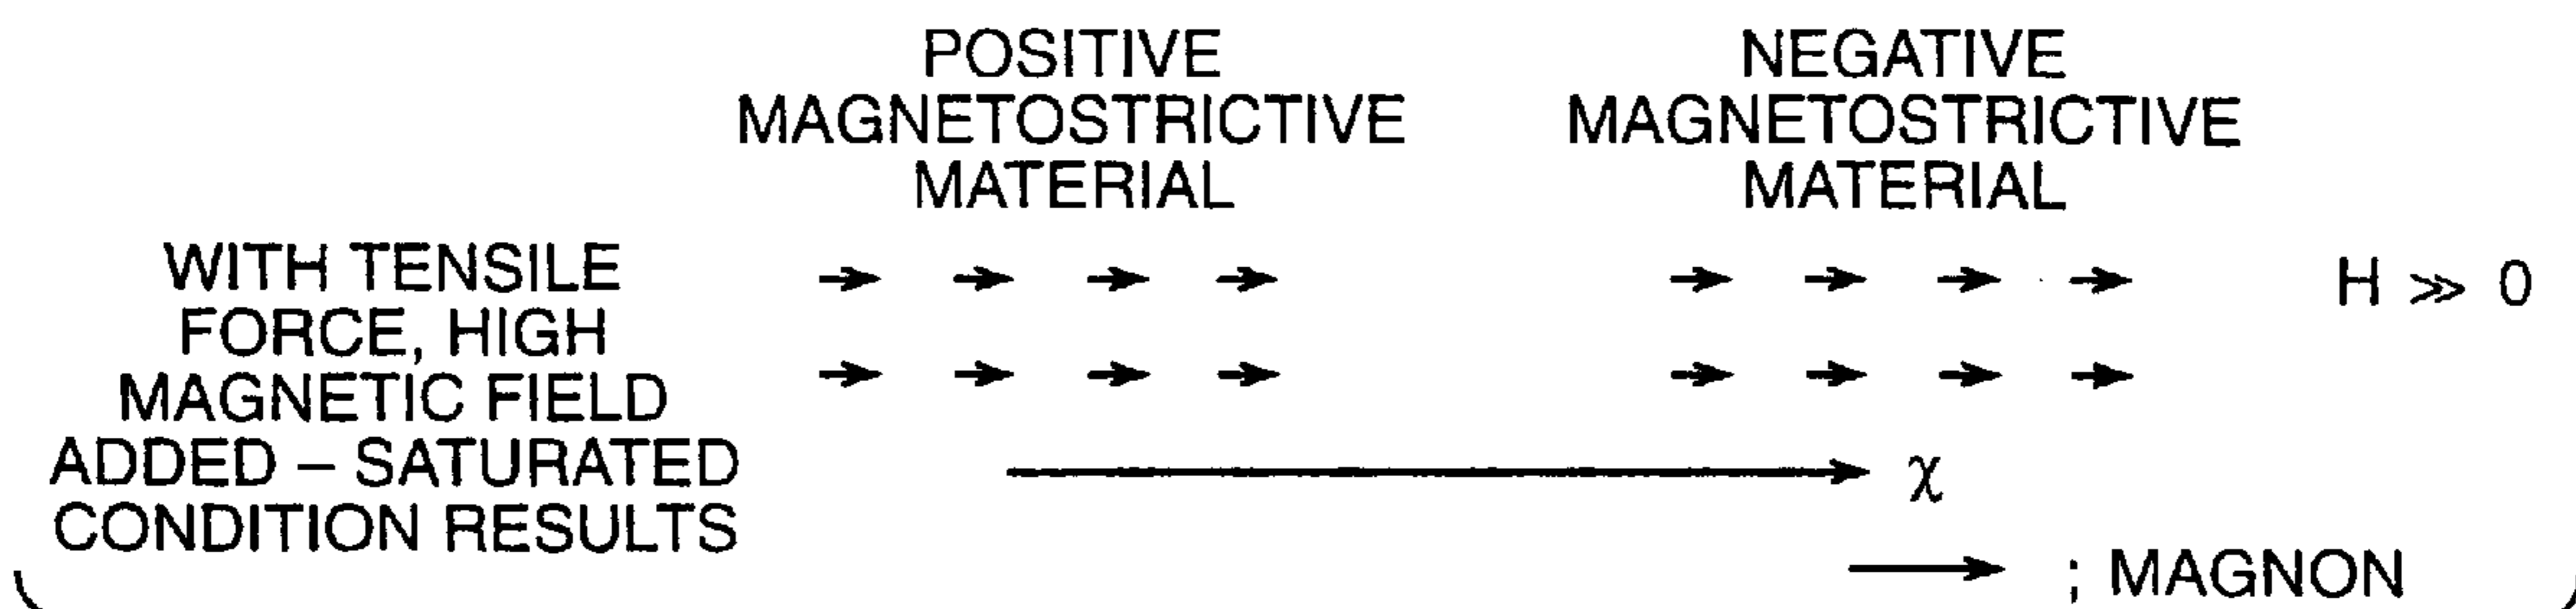 POSITIVE
MAGNETOSTRICTIVE
MATERIAL
NEGATIVE
MAGNETOSTRICTIVE
MATERIAL
WITH TENSILE
FORCE, HIGH
MAGNETIC FIELD
ADDED – SATURATED
CONDITION RESULTS
H ≫ 0
χ
; MAGNON